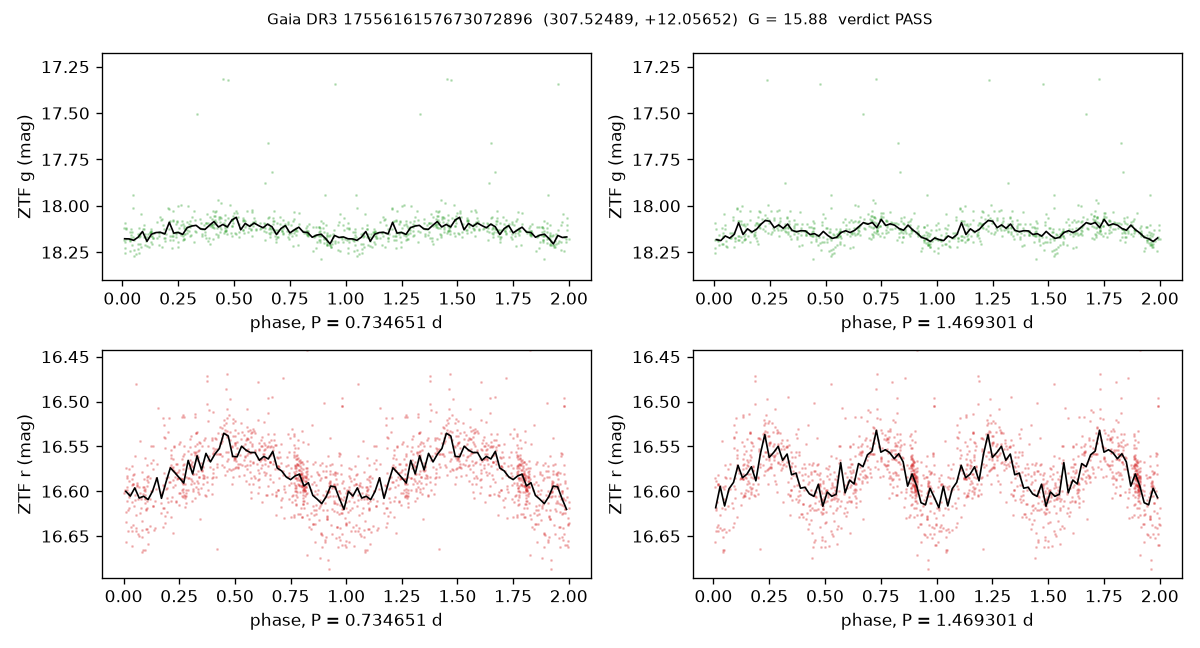 Gaia DR3 1755616157673072896 (307.52489, +12.05652) G = 15.88 verdict PASS
17.25
17.50
17.75
18.00
18.25
ZTF g (mag)
0.00 0.25 0.50 0.75 1.00 1.25 1.50 1.75 2.00
phase, P = 0.734651 d
17.25
17.50
17.75
18.00
18.25
ZTF g (mag)
0.00 0.25 0.50 0.75 1.00 1.25 1.50 1.75 2.00
phase, P = 1.469301 d
16.45
16.50
16.55
16.60
16.65
ZTF r (mag)
0.00 0.25 0.50 0.75 1.00 1.25 1.50 1.75 2.00
phase, P = 0.734651 d
16.45
16.50
16.55
16.60
16.65
ZTF r (mag)
0.00 0.25 0.50 0.75 1.00 1.25 1.50 1.75 2.00
phase, P = 1.469301 d